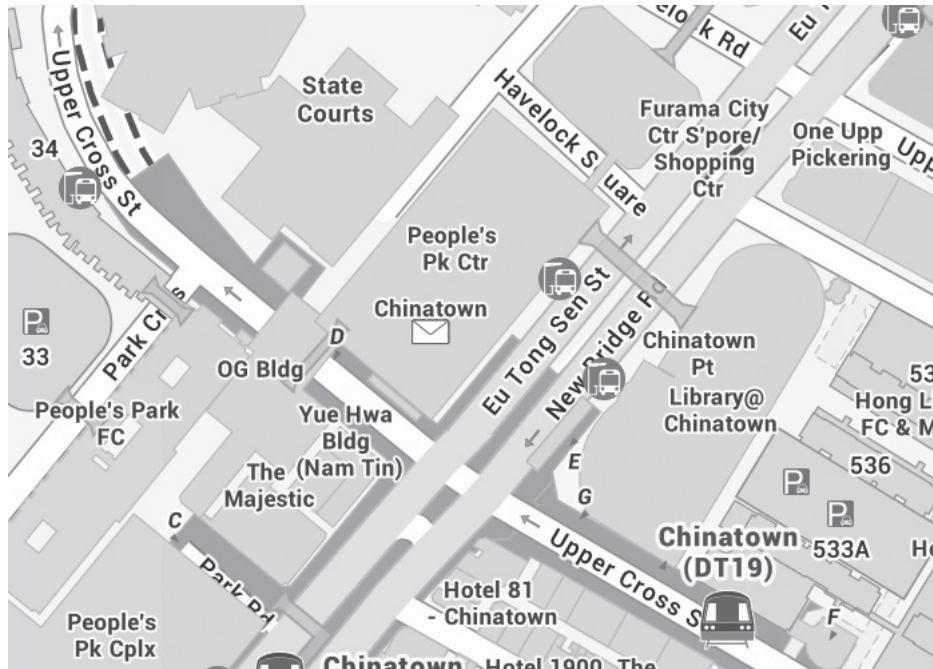 Upper Cross St
State
Courts
Havelock Square
Rd
Furama City
Ctr S'pore/
Shopping
Ctr
One Upp
Pickering
Upp
34
People's
Pk Ctr
Chinatown
D
P
33
Park Cr
OG Bldg
Eu Tong Sen St
New Bridge Rd
Chinatown
Pt
Library@
Chinatown
53
Hong L
FC & M
536
People's Park
FC
Yue Hwa
Bldg
(Nam Tin)
The
Majestic
E
G
C
P
P
533A
Chinatown
(DT19)
Park Rd
Upper Cross S
Hotel 81
- Chinatown
F
People's
Pk Cplx
Chinatown
Hotel 1900
The